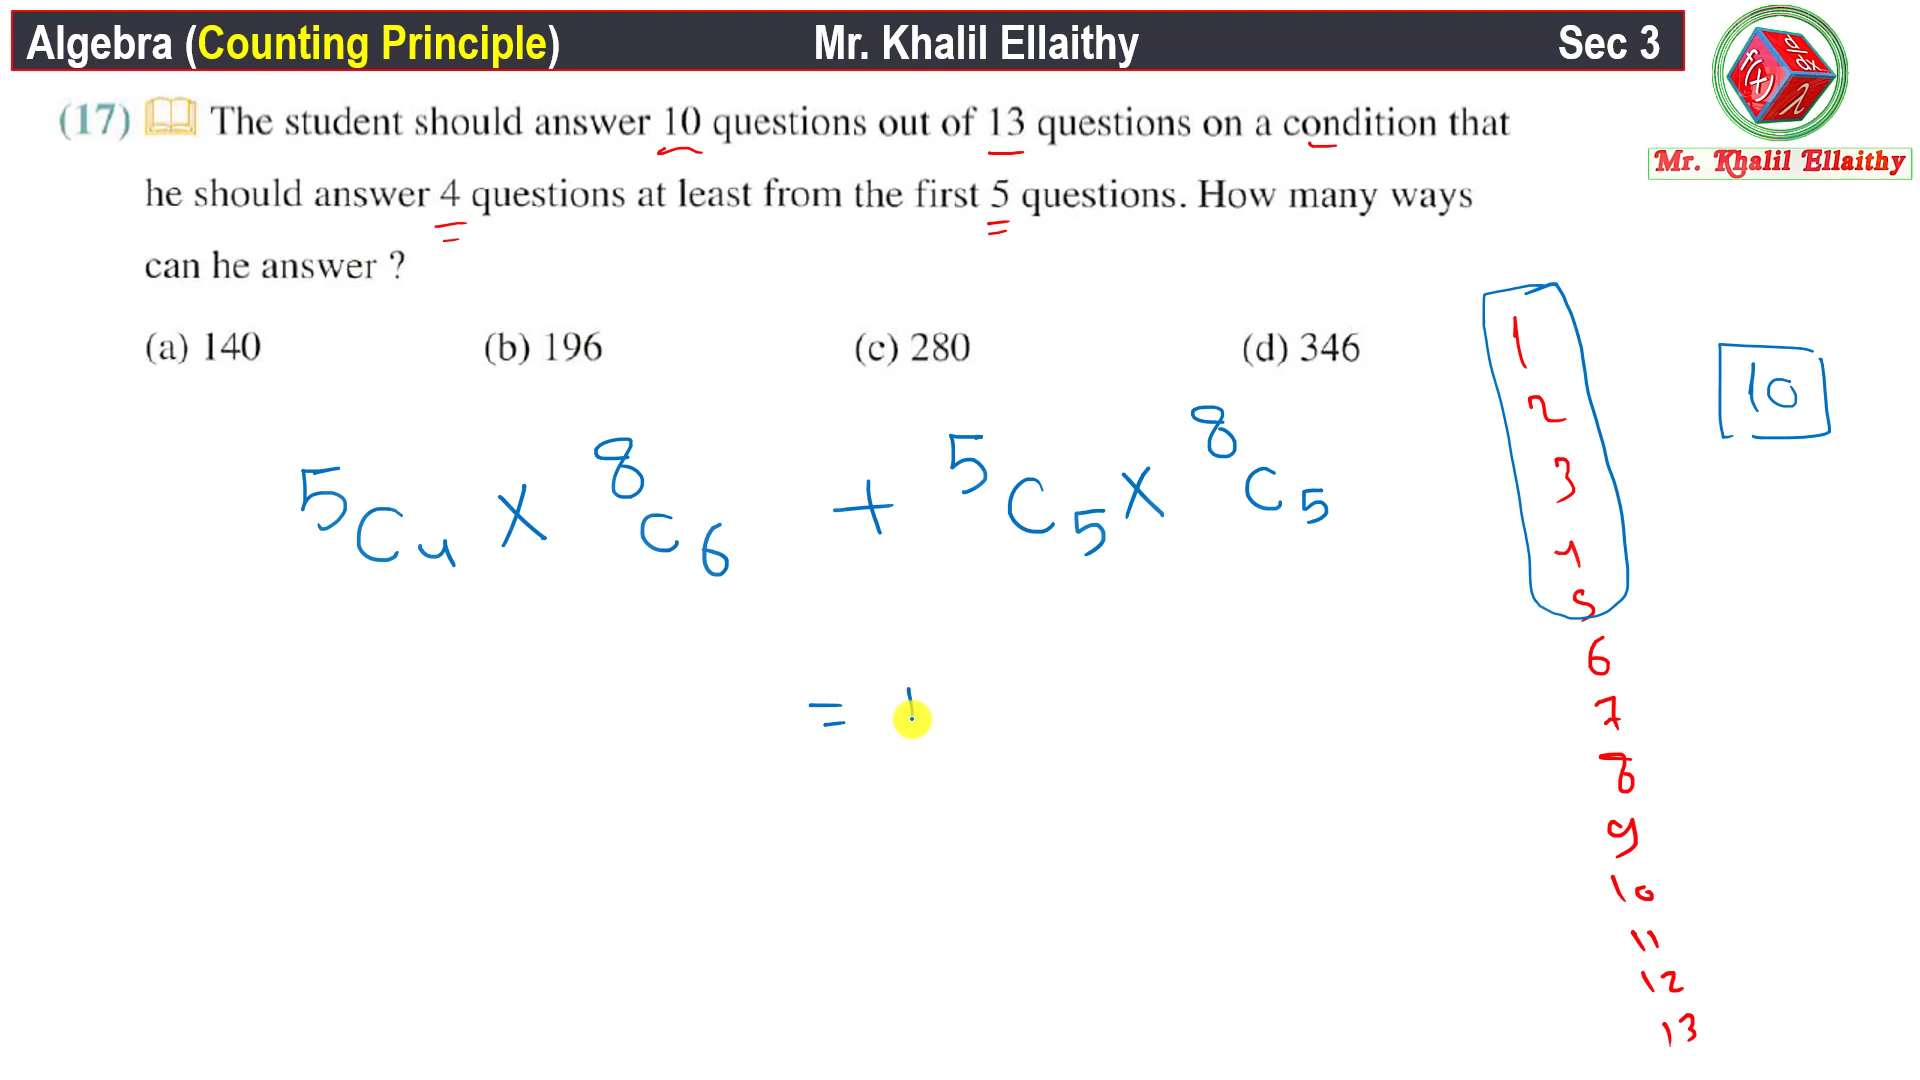 Algebra (Counting Principle) Mr. Khalil Ellaithy Sec 3
f(x) d/dx λ
Mr. Khalil Ellaithy
(17) The student should answer 10 questions out of 13 questions on a condition that
he should answer 4 questions at least from the first 5 questions. How many ways
can he answer ?
(a) 140 (b) 196 (c) 280 (d) 346
⁵C₄ × ⁸C₆ + ⁵C₅ × ⁸C₅
= 1
10
1
2
3
4
5
6
7
8
9
10
11
12
13